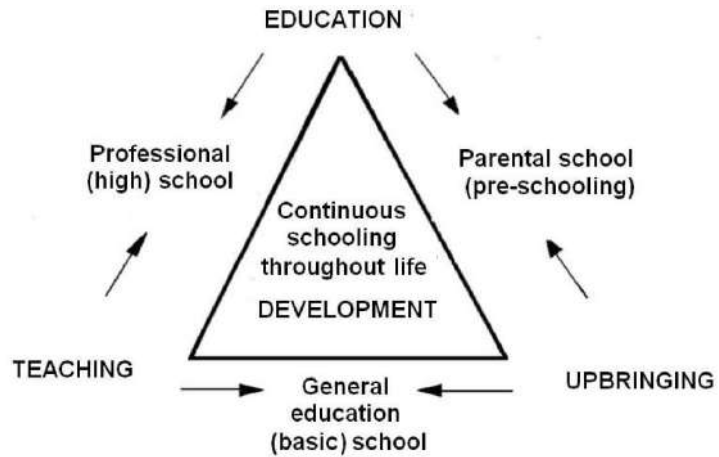 EDUCATION
Professional
(high) school
Parental school
(pre-schooling)
Continuous
schooling
throughout life
DEVELOPMENT
TEACHING
General
education
(basic) school
UPBRINGING